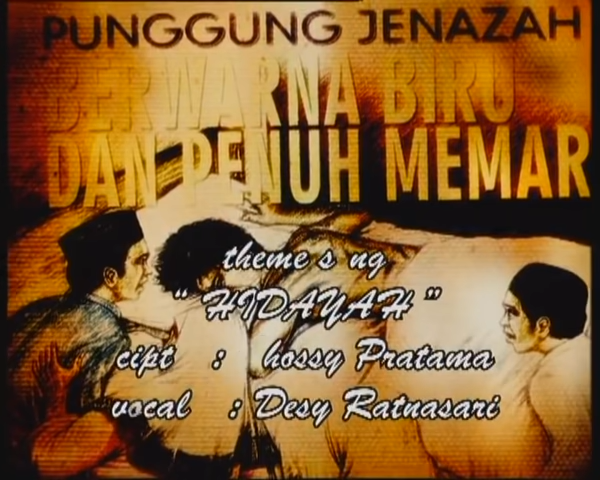 PUNGGUNG JENAZAH
BERWARNA BIRU
DAN PENUH MEMAR
theme s ng
“ HIDAYAH ”
cipt : hossy Pratama
vocal : Desy Ratnasari